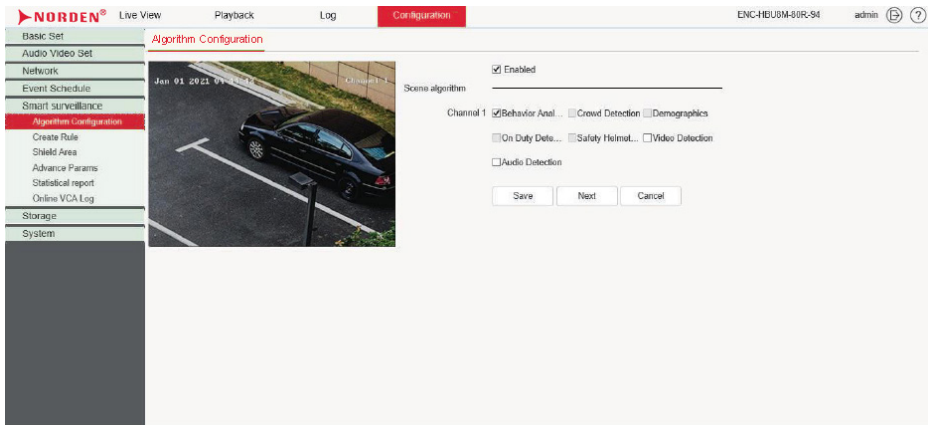 NORDEN® Live View Playback Log Configuration ENC-HBU8M-80R-94 admin ?
Basic Set
Algorithm Configuration
Audio Video Set
Network
Event Schedule
Smart surveillance
Algorithm Configuration
Create Rule
Shield Area
Advance Params
Statistical report
Online VCA Log
Storage
System
Jan 01 2021
Channel 1
Enabled
Scene algorithm
Channel 1 Behavior Anal... Crowd Detection Demographics
On Duty Dete... Safety Helmet... Video Detection
Audio Detection
Save Next Cancel